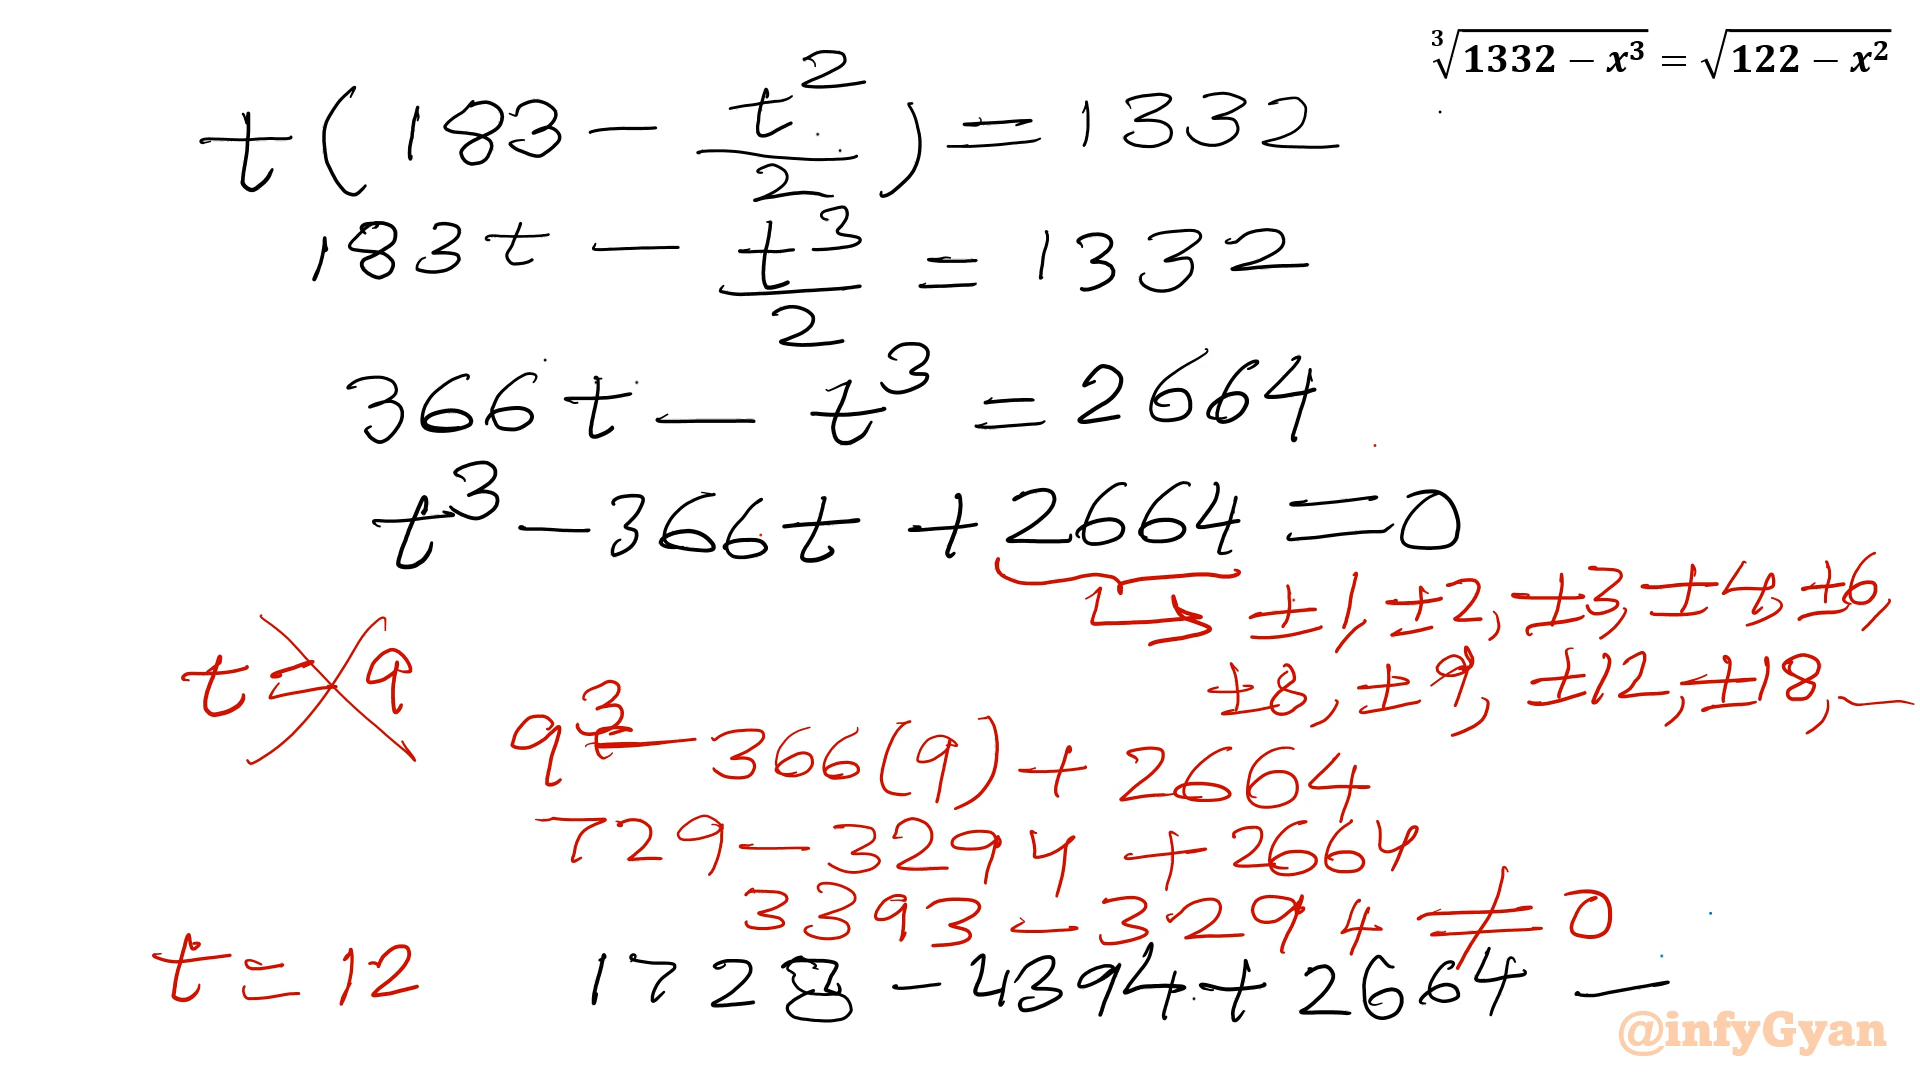 ∛(1332 − x³) = √(122 − x²)
t(183 − t²/2) = 1332
183t − t³/2 = 1332
366t − t³ = 2664
t³ − 366t + 2664 = 0
→ ±1, ±2, ±3, ±4, ±6,
±8, ±9, ±12, ±18, —
t = 9
9³ − 366(9) + 2664
729 − 3294 + 2664
3393 − 3294 ≠ 0
t = 12 1728 − 4394 + 2664 —
@infyGyan